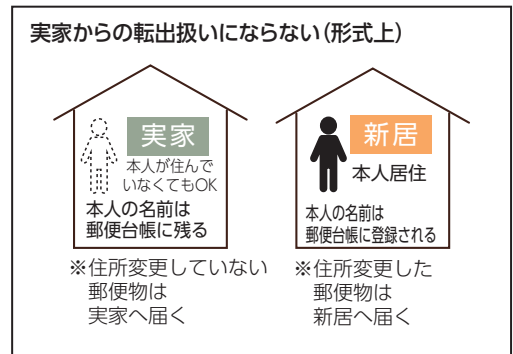 実家からの転出扱いにならない(形式上)
実家
本人が住んで
いなくてもOK
本人の名前は
郵便台帳に残る
※住所変更していない
郵便物は
実家へ届く
新居
本人居住
本人の名前は
郵便台帳に登録される
※住所変更した
郵便物は
新居へ届く